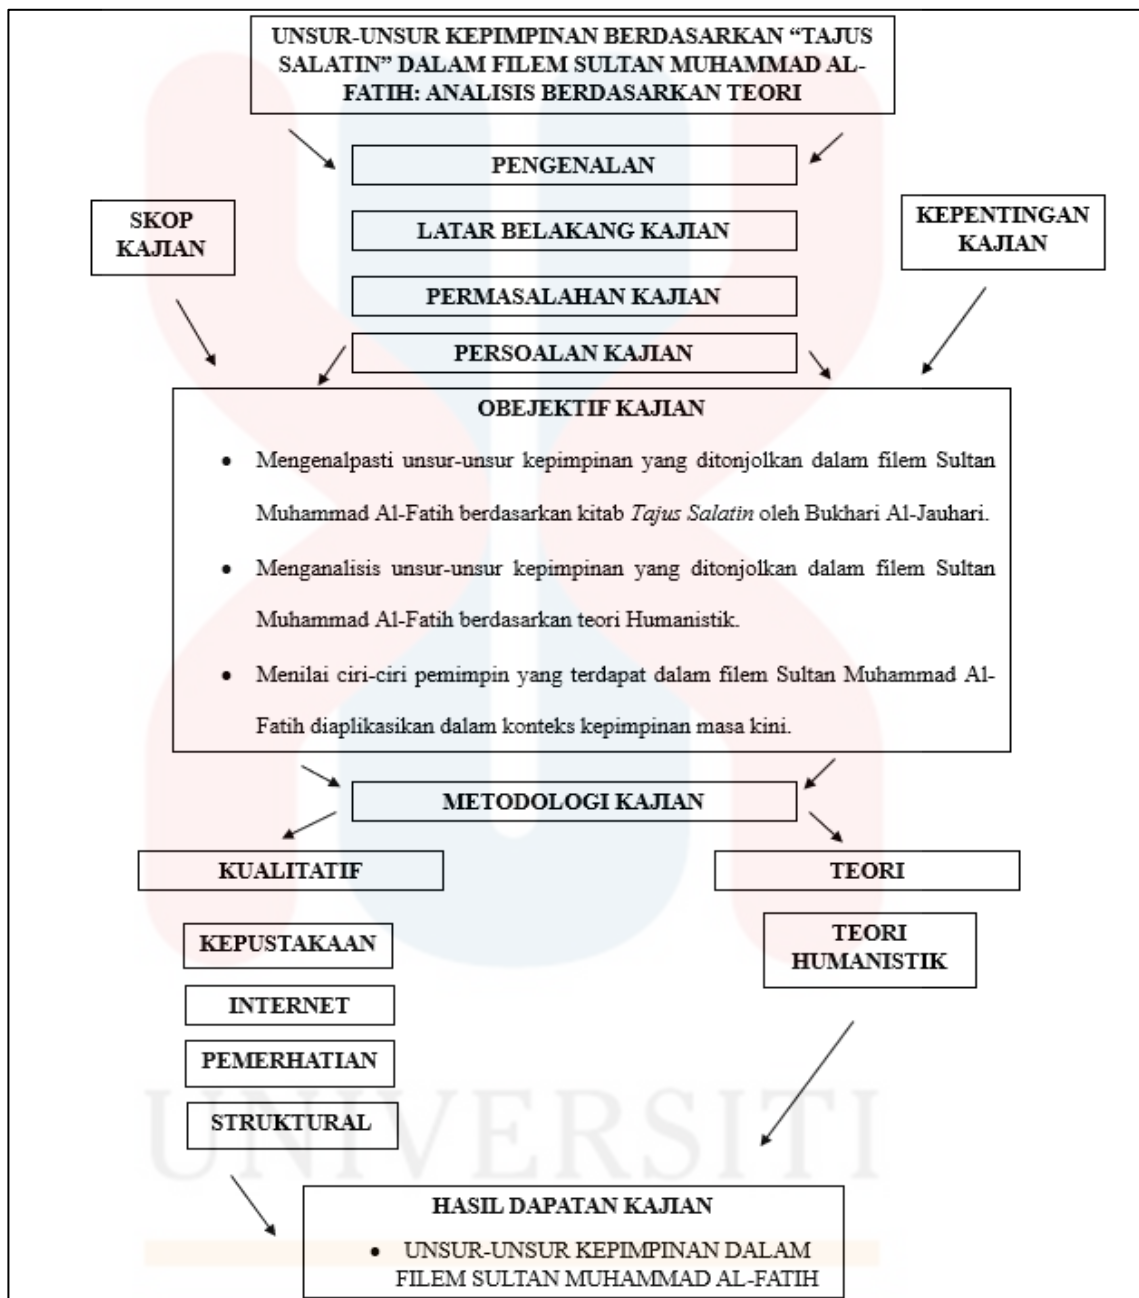 UNSUR-UNSUR KEPIMPINAN BERDASARKAN “TAJUS
SALATIN” DALAM FILEM SULTAN MUHAMMAD AL-
FATIH: ANALISIS BERDASARKAN TEORI
PENGENALAN
SKOP
KAJIAN
LATAR BELAKANG KAJIAN
KEPENTINGAN
KAJIAN
PERMASALAHAN KAJIAN
PERSOALAN KAJIAN
OBEJEKTIF KAJIAN
• Mengenalpasti unsur-unsur kepimpinan yang ditonjolkan dalam filem Sultan
Muhammad Al-Fatih berdasarkan kitab Tajus Salatin oleh Bukhari Al-Jauhari.
• Menganalisis unsur-unsur kepimpinan yang ditonjolkan dalam filem Sultan
Muhammad Al-Fatih berdasarkan teori Humanistik.
• Menilai ciri-ciri pemimpin yang terdapat dalam filem Sultan Muhammad Al-
Fatih diaplikasikan dalam konteks kepimpinan masa kini.
METODOLOGI KAJIAN
KUALITATIF
TEORI
KEPUSTAKAAN
INTERNET
PEMERHATIAN
STRUKTURAL
TEORI
HUMANISTIK
UNIVERSITI
HASIL DAPATAN KAJIAN
• UNSUR-UNSUR KEPIMPINAN DALAM
FILEM SULTAN MUHAMMAD AL-FATIH